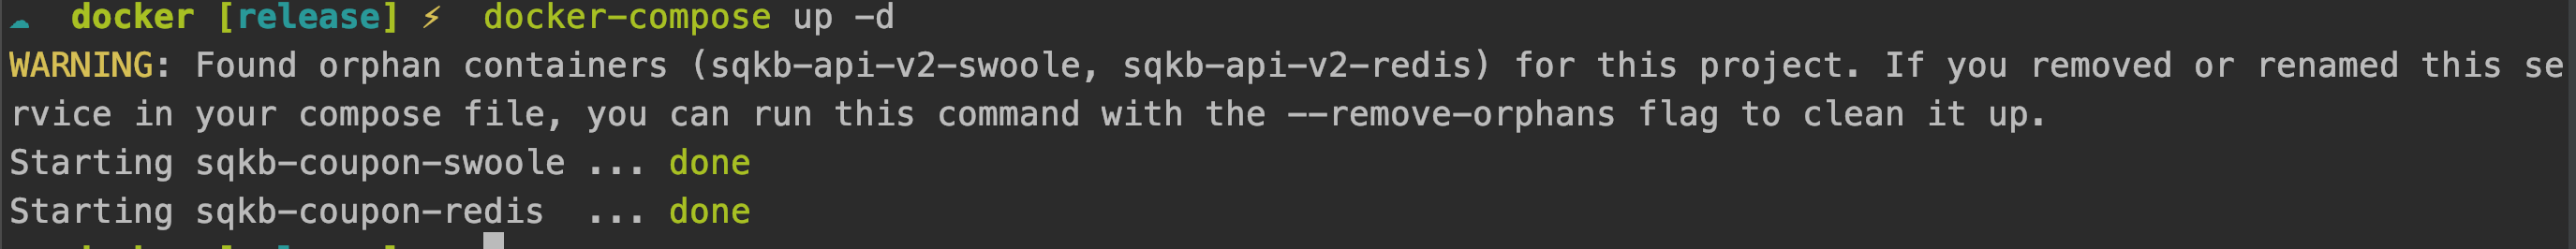 docker [release] ⚡ docker-compose up -d
WARNING: Found orphan containers (sqkb-api-v2-swoole, sqkb-api-v2-redis) for this project. If you removed or renamed this se
rvice in your compose file, you can run this command with the --remove-orphans flag to clean it up.
Starting sqkb-coupon-swoole ... done
Starting sqkb-coupon-redis  ... done